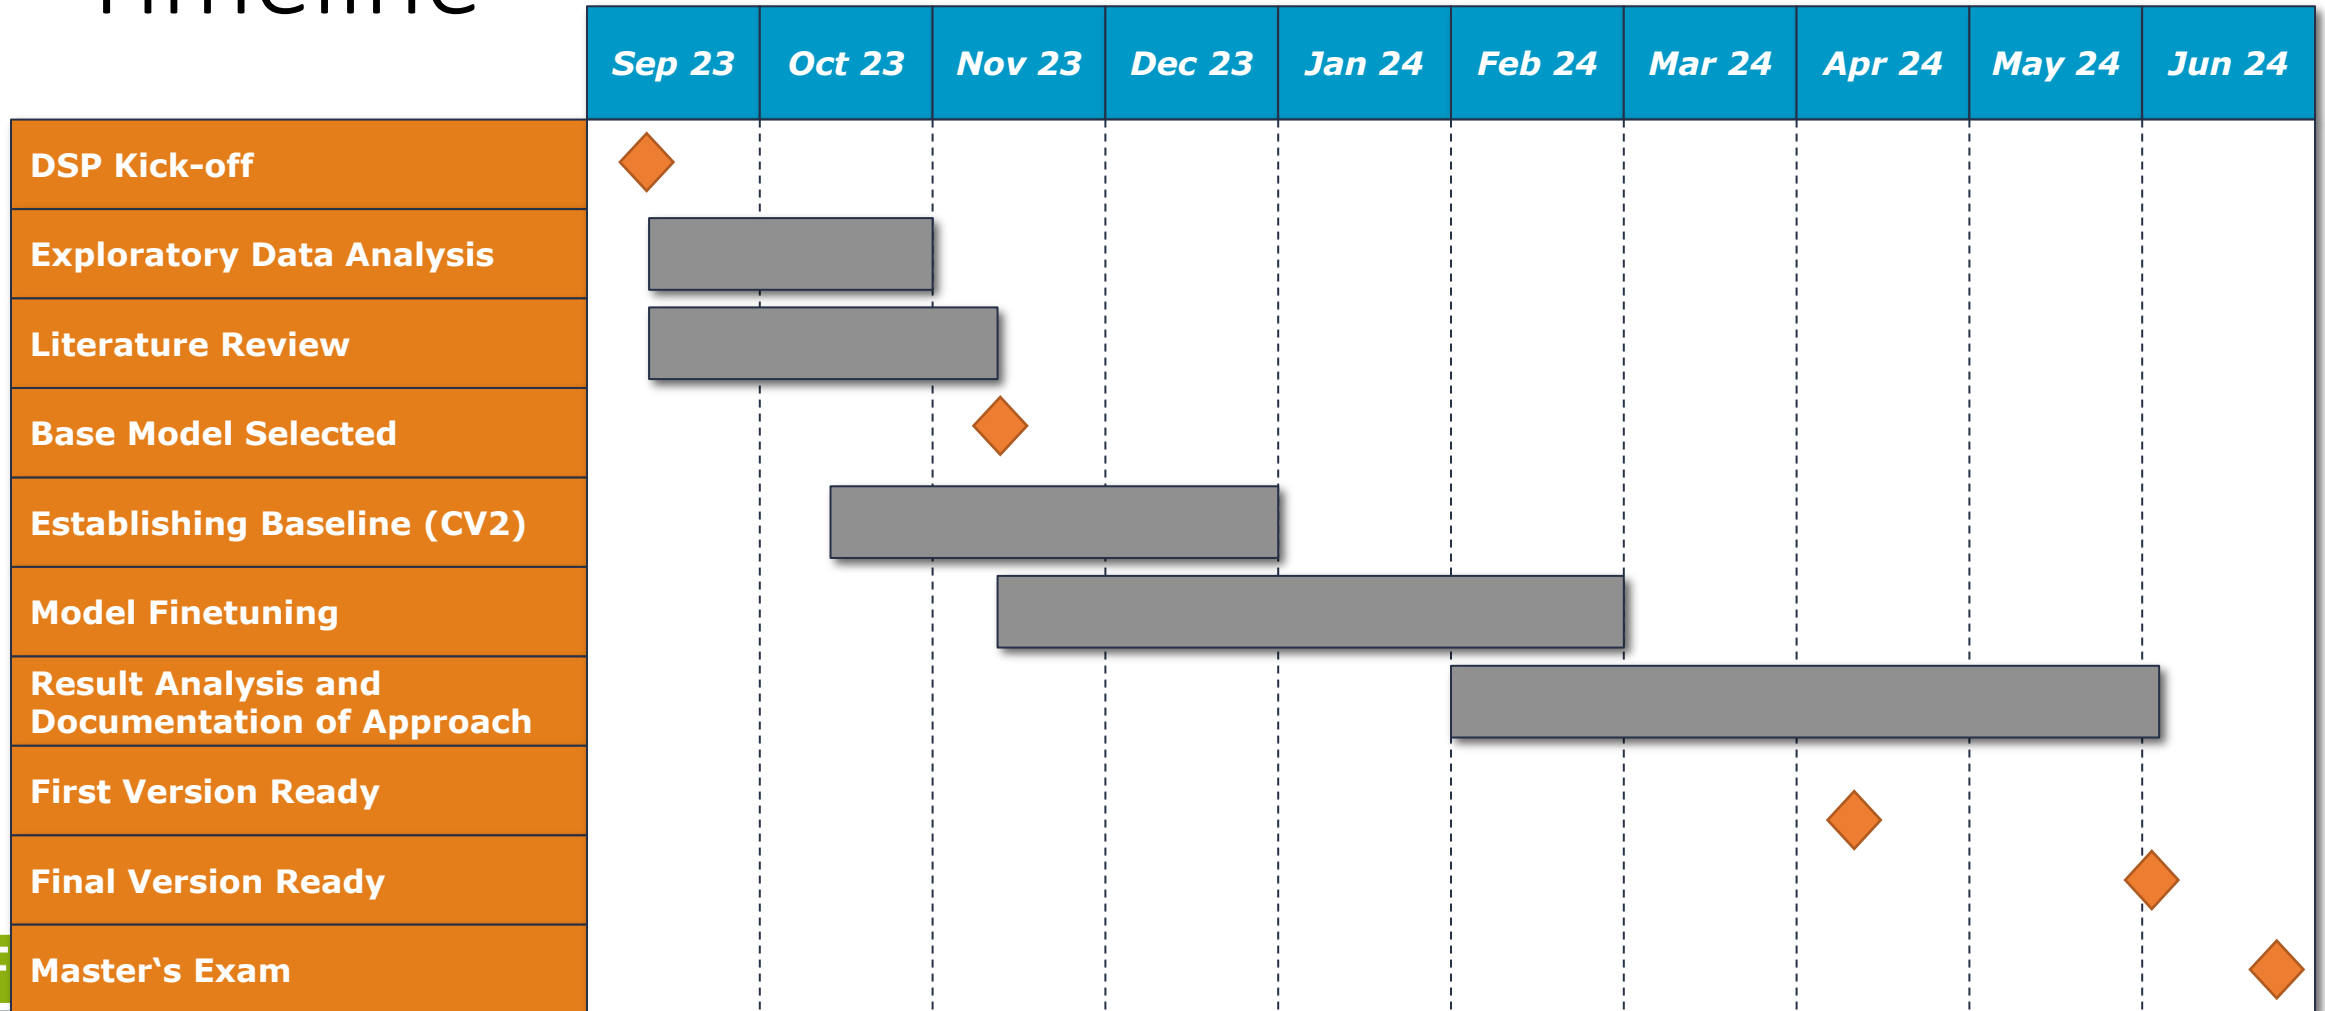 Timeline
Sep 23 Oct 23 Nov 23 Dec 23 Jan 24 Feb 24 Mar 24 Apr 24 May 24 Jun 24
DSP Kick-off
Exploratory Data Analysis
Literature Review
Base Model Selected
Establishing Baseline (CV2)
Model Finetuning
Result Analysis and
Documentation of Approach
First Version Ready
Final Version Ready
Master‘s Exam